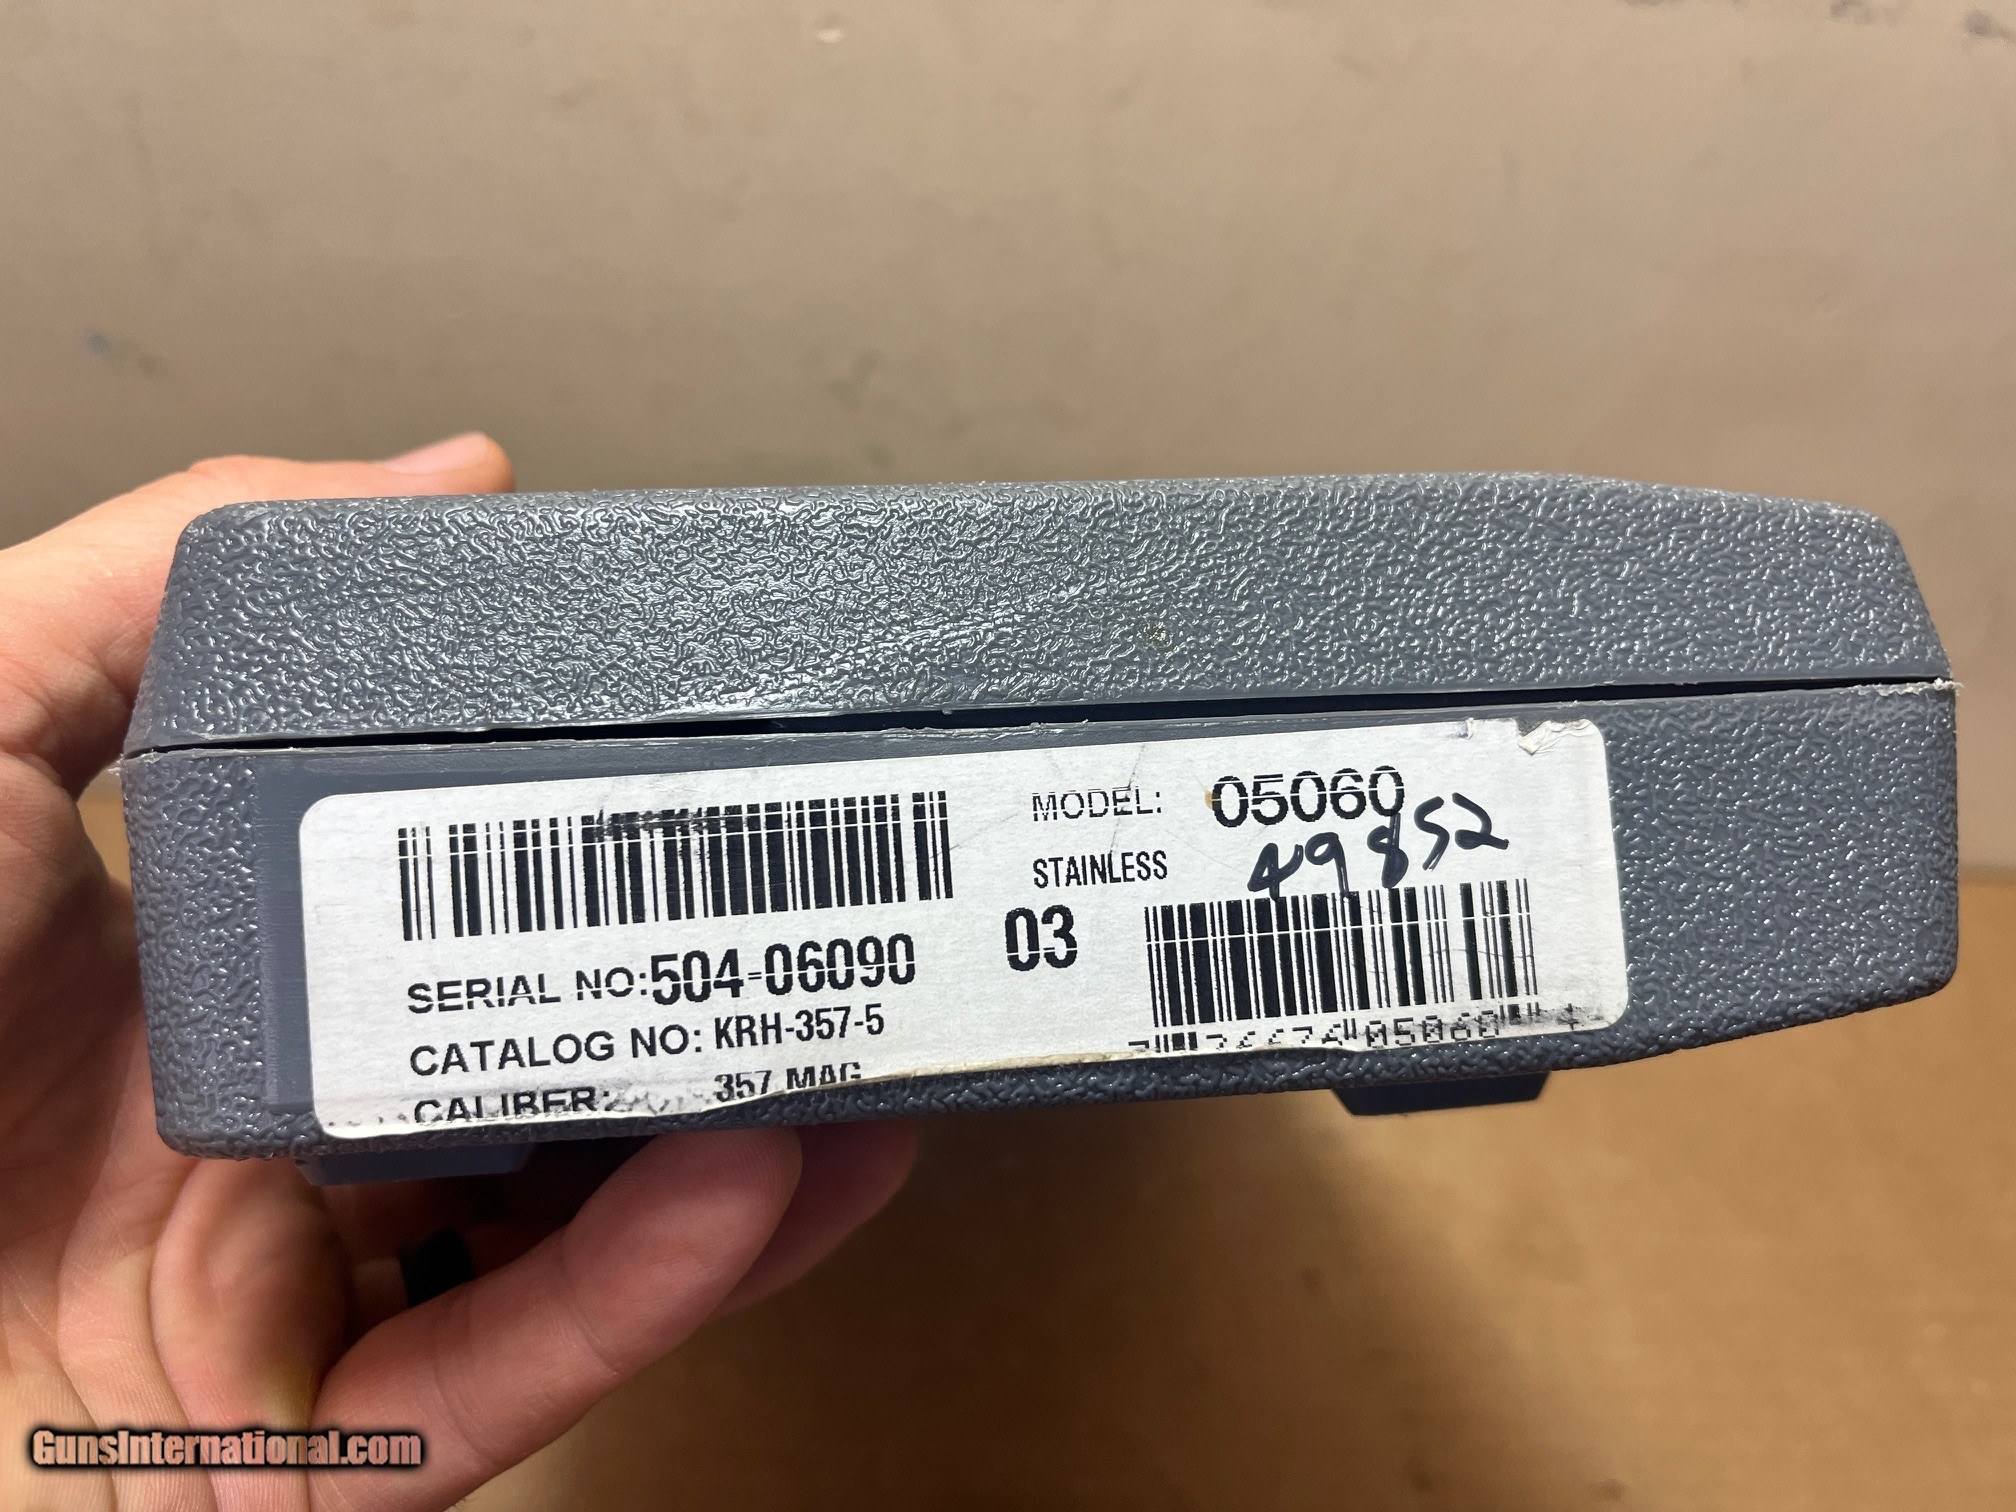 MODEL: 05060
49852
STAINLESS
03
SERIAL NO:504-06090
CATALOG NO: KRH-357-5
CALIBER: 357 MAG
GunsInternational.com